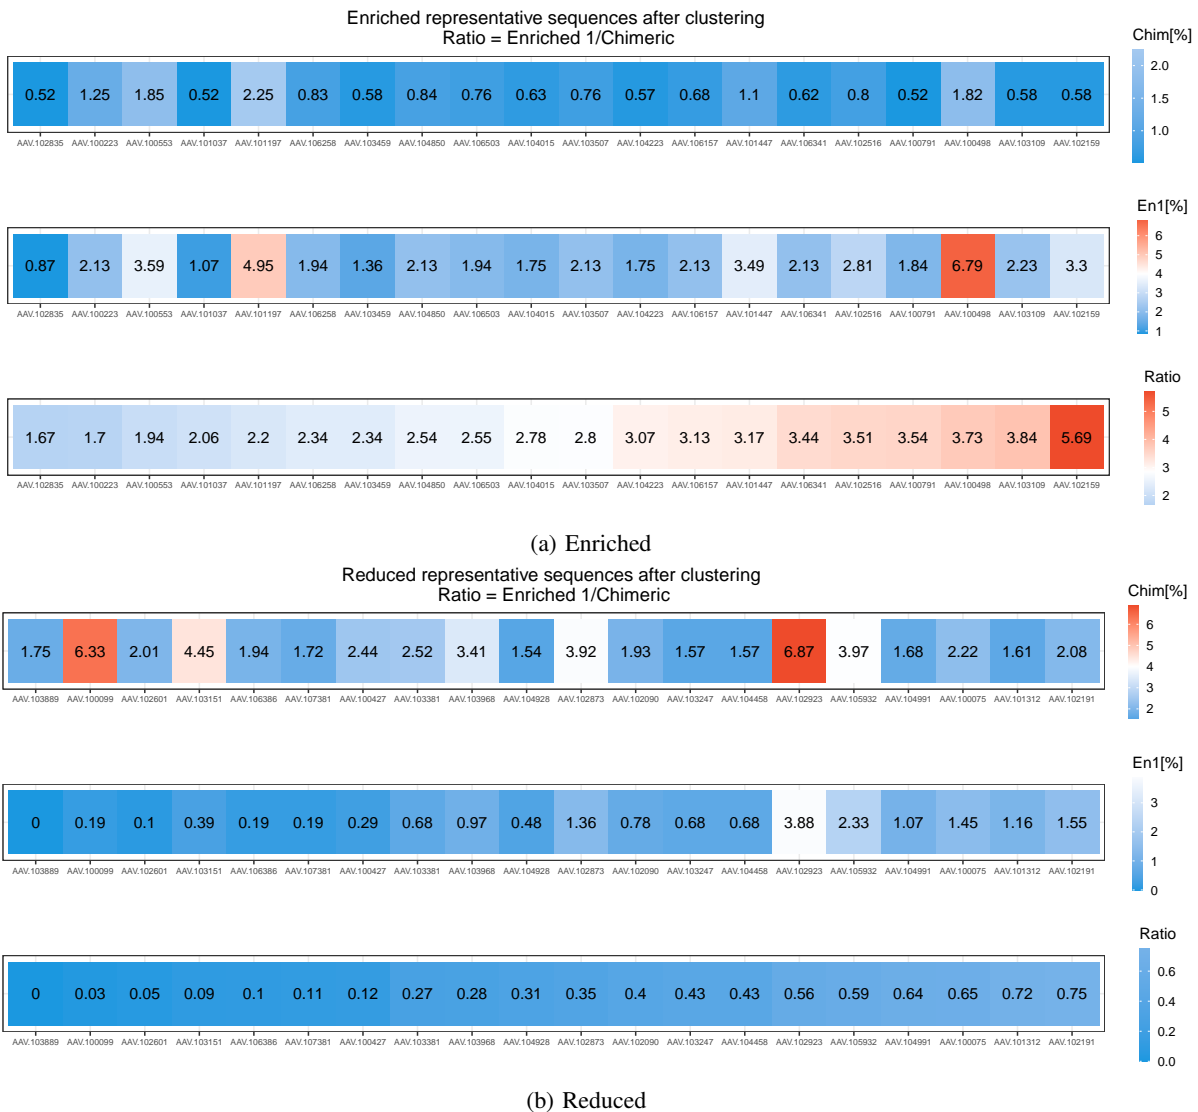 Enriched representative sequences after clustering
Ratio = Enriched 1/Chimeric
Chim[%]
0.52 1.25 1.85 0.52 2.25 0.83 0.58 0.84 0.76 0.63 0.76 0.57 0.68 1.1 0.62 0.8 0.52 1.82 0.58 0.58
2.0
1.5
1.0
AAV.102835 AAV.100223 AAV.100553 AAV.101037 AAV.101197 AAV.106258 AAV.103459 AAV.104850 AAV.106503 AAV.104015 AAV.103507 AAV.104223 AAV.106157 AAV.101447 AAV.106341 AAV.102516 AAV.100791 AAV.100498 AAV.103109 AAV.102159
En1[%]
0.87 2.13 3.59 1.07 4.95 1.94 1.36 2.13 1.94 1.75 2.13 1.75 2.13 3.49 2.13 2.81 1.84 6.79 2.23 3.3
6
5
4
3
2
1
AAV.102835 AAV.100223 AAV.100553 AAV.101037 AAV.101197 AAV.106258 AAV.103459 AAV.104850 AAV.106503 AAV.104015 AAV.103507 AAV.104223 AAV.106157 AAV.101447 AAV.106341 AAV.102516 AAV.100791 AAV.100498 AAV.103109 AAV.102159
Ratio
1.67 1.7 1.94 2.06 2.2 2.34 2.34 2.54 2.55 2.78 2.8 3.07 3.13 3.17 3.44 3.51 3.54 3.73 3.84 5.69
5
4
3
2
AAV.102835 AAV.100223 AAV.100553 AAV.101037 AAV.101197 AAV.106258 AAV.103459 AAV.104850 AAV.106503 AAV.104015 AAV.103507 AAV.104223 AAV.106157 AAV.101447 AAV.106341 AAV.102516 AAV.100791 AAV.100498 AAV.103109 AAV.102159
(a) Enriched
Reduced representative sequences after clustering
Ratio = Enriched 1/Chimeric
Chim[%]
1.75 6.33 2.01 4.45 1.94 1.72 2.44 2.52 3.41 1.54 3.92 1.93 1.57 1.57 6.87 3.97 1.68 2.22 1.61 2.08
6
5
4
3
2
AAV.103889 AAV.100099 AAV.102601 AAV.103151 AAV.106386 AAV.107381 AAV.100427 AAV.103381 AAV.103968 AAV.104928 AAV.102873 AAV.102090 AAV.103247 AAV.104458 AAV.102923 AAV.105932 AAV.104991 AAV.100075 AAV.101312 AAV.102191
En1[%]
0 0.19 0.1 0.39 0.19 0.19 0.29 0.68 0.97 0.48 1.36 0.78 0.68 0.68 3.88 2.33 1.07 1.45 1.16 1.55
3
2
1
0
AAV.103889 AAV.100099 AAV.102601 AAV.103151 AAV.106386 AAV.107381 AAV.100427 AAV.103381 AAV.103968 AAV.104928 AAV.102873 AAV.102090 AAV.103247 AAV.104458 AAV.102923 AAV.105932 AAV.104991 AAV.100075 AAV.101312 AAV.102191
Ratio
0 0.03 0.05 0.09 0.1 0.11 0.12 0.27 0.28 0.31 0.35 0.4 0.43 0.43 0.56 0.59 0.64 0.65 0.72 0.75
0.6
0.4
0.2
0.0
AAV.103889 AAV.100099 AAV.102601 AAV.103151 AAV.106386 AAV.107381 AAV.100427 AAV.103381 AAV.103968 AAV.104928 AAV.102873 AAV.102090 AAV.103247 AAV.104458 AAV.102923 AAV.105932 AAV.104991 AAV.100075 AAV.101312 AAV.102191
(b) Reduced